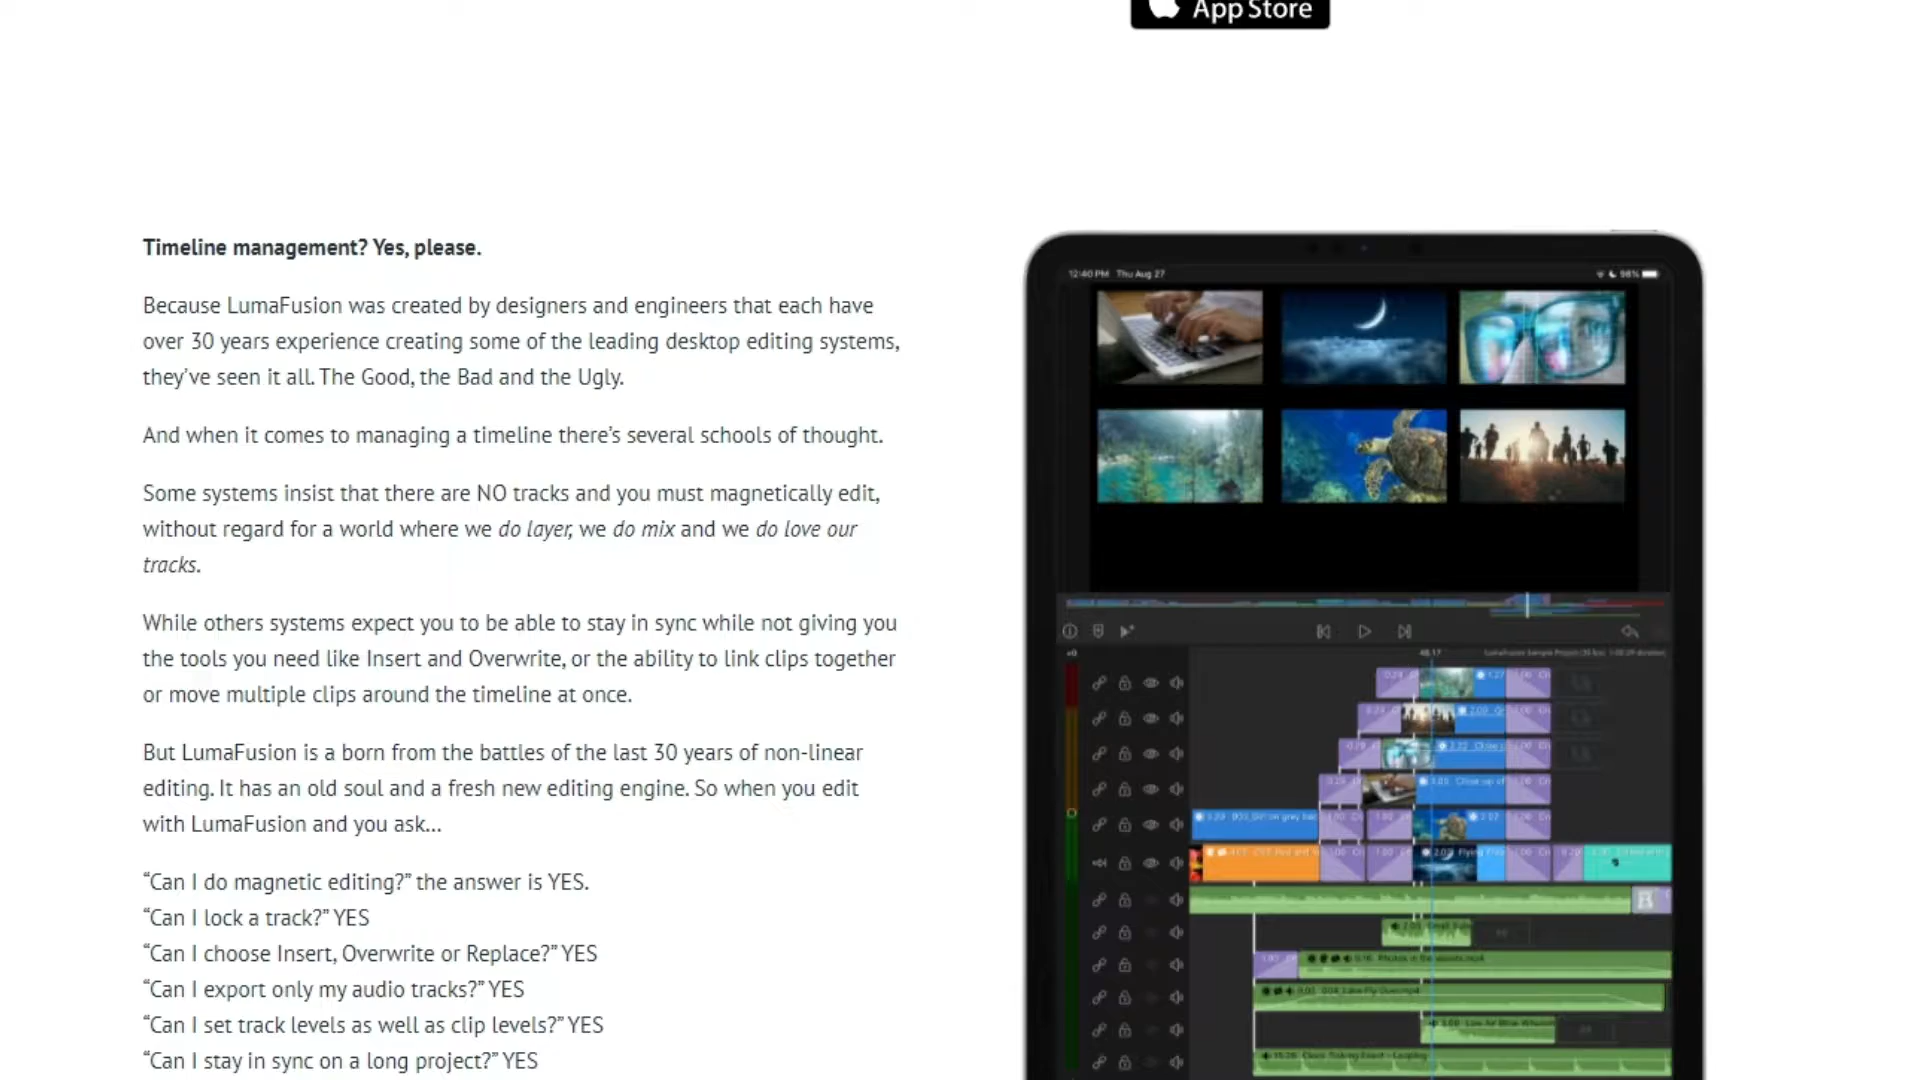 App Store
Timeline management? Yes, please.
Because LumaFusion was created by designers and engineers that each have
over 30 years experience creating some of the leading desktop editing systems,
they've seen it all. The Good, the Bad and the Ugly.
And when it comes to managing a timeline there's several schools of thought.
Some systems insist that there are NO tracks and you must magnetically edit,
without regard for a world where we do layer, we do mix and we do love our
tracks.
While others systems expect you to be able to stay in sync while not giving you
the tools you need like Insert and Overwrite, or the ability to link clips together
or move multiple clips around the timeline at once.
But LumaFusion is a born from the battles of the last 30 years of non-linear
editing. It has an old soul and a fresh new editing engine. So when you edit
with LumaFusion and you ask...
“Can I do magnetic editing?” the answer is YES.
“Can I lock a track?” YES
“Can I choose Insert, Overwrite or Replace?” YES
“Can I export only my audio tracks?” YES
“Can I set track levels as well as clip levels?” YES
“Can I stay in sync on a long project?” YES
12:40 PM Thu Aug 27
98%
48.17